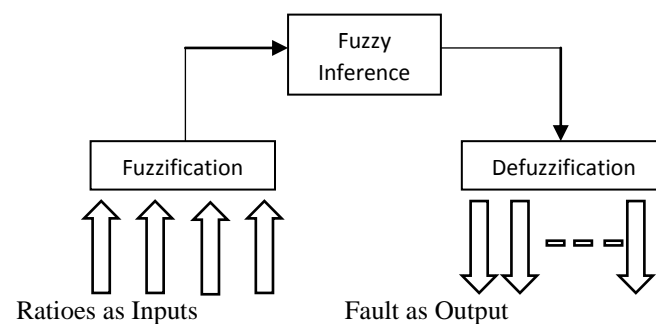 Fuzzy
Inference
Fuzzification
Defuzzification
Ratioes as Inputs
Fault as Output